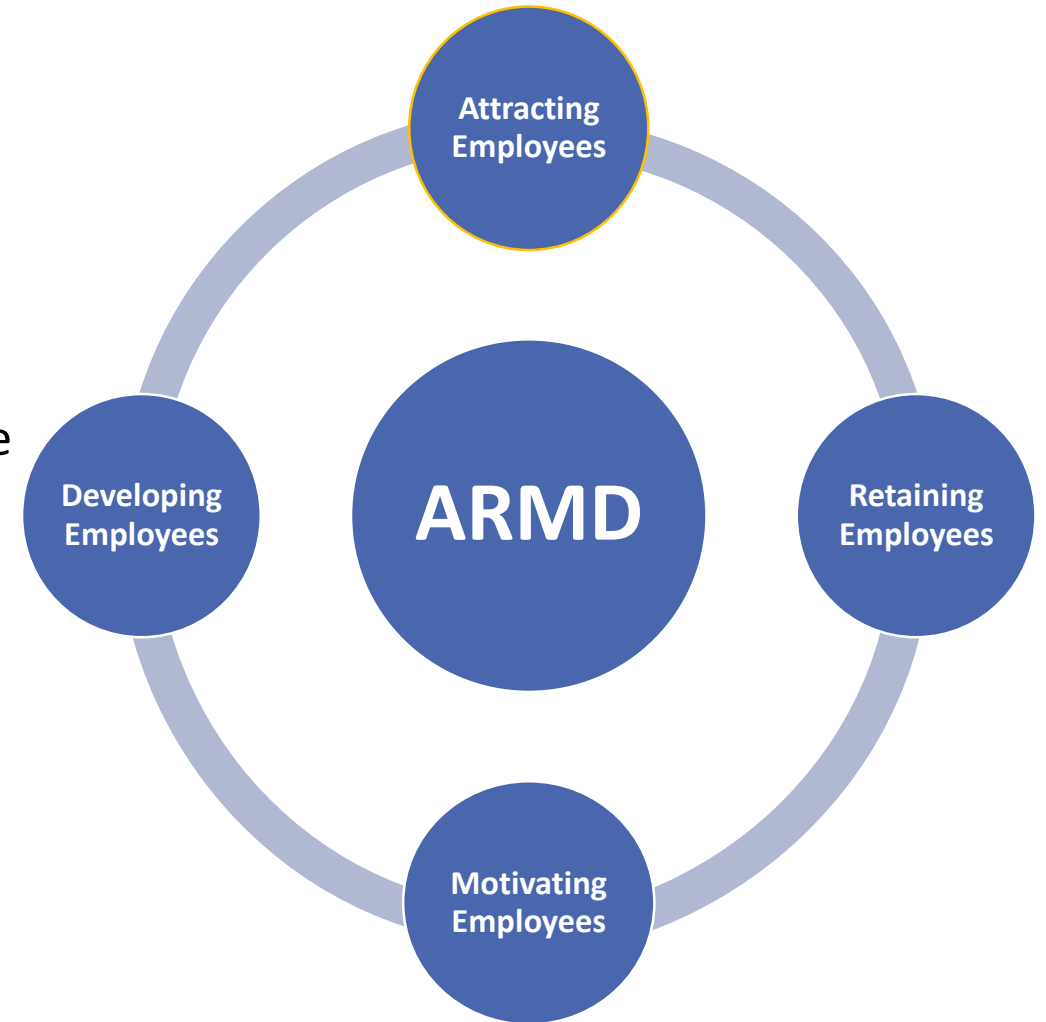 Attracting
Employees
e
Developing
Employees
ARMD
Retaining
Employees
Motivating
Employees